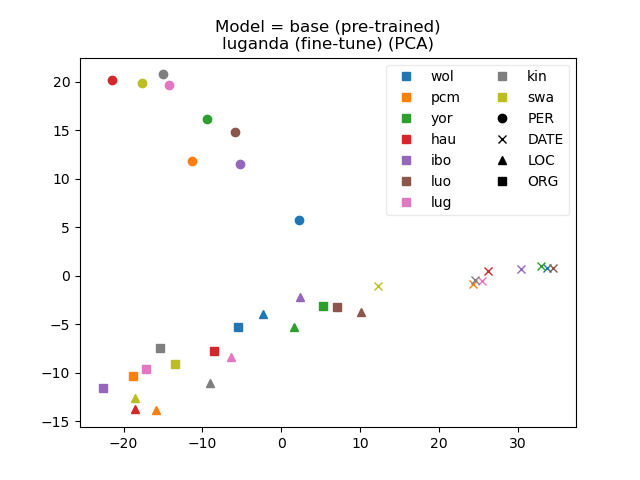 Model = base (pre-trained)
luganda (fine-tune) (PCA)
wol
pcm
yor
hau
ibo
luo
lug
kin
swa
PER
DATE
LOC
ORG
20
15
10
5
0
−5
−10
−15
−20
−10
0
10
20
30